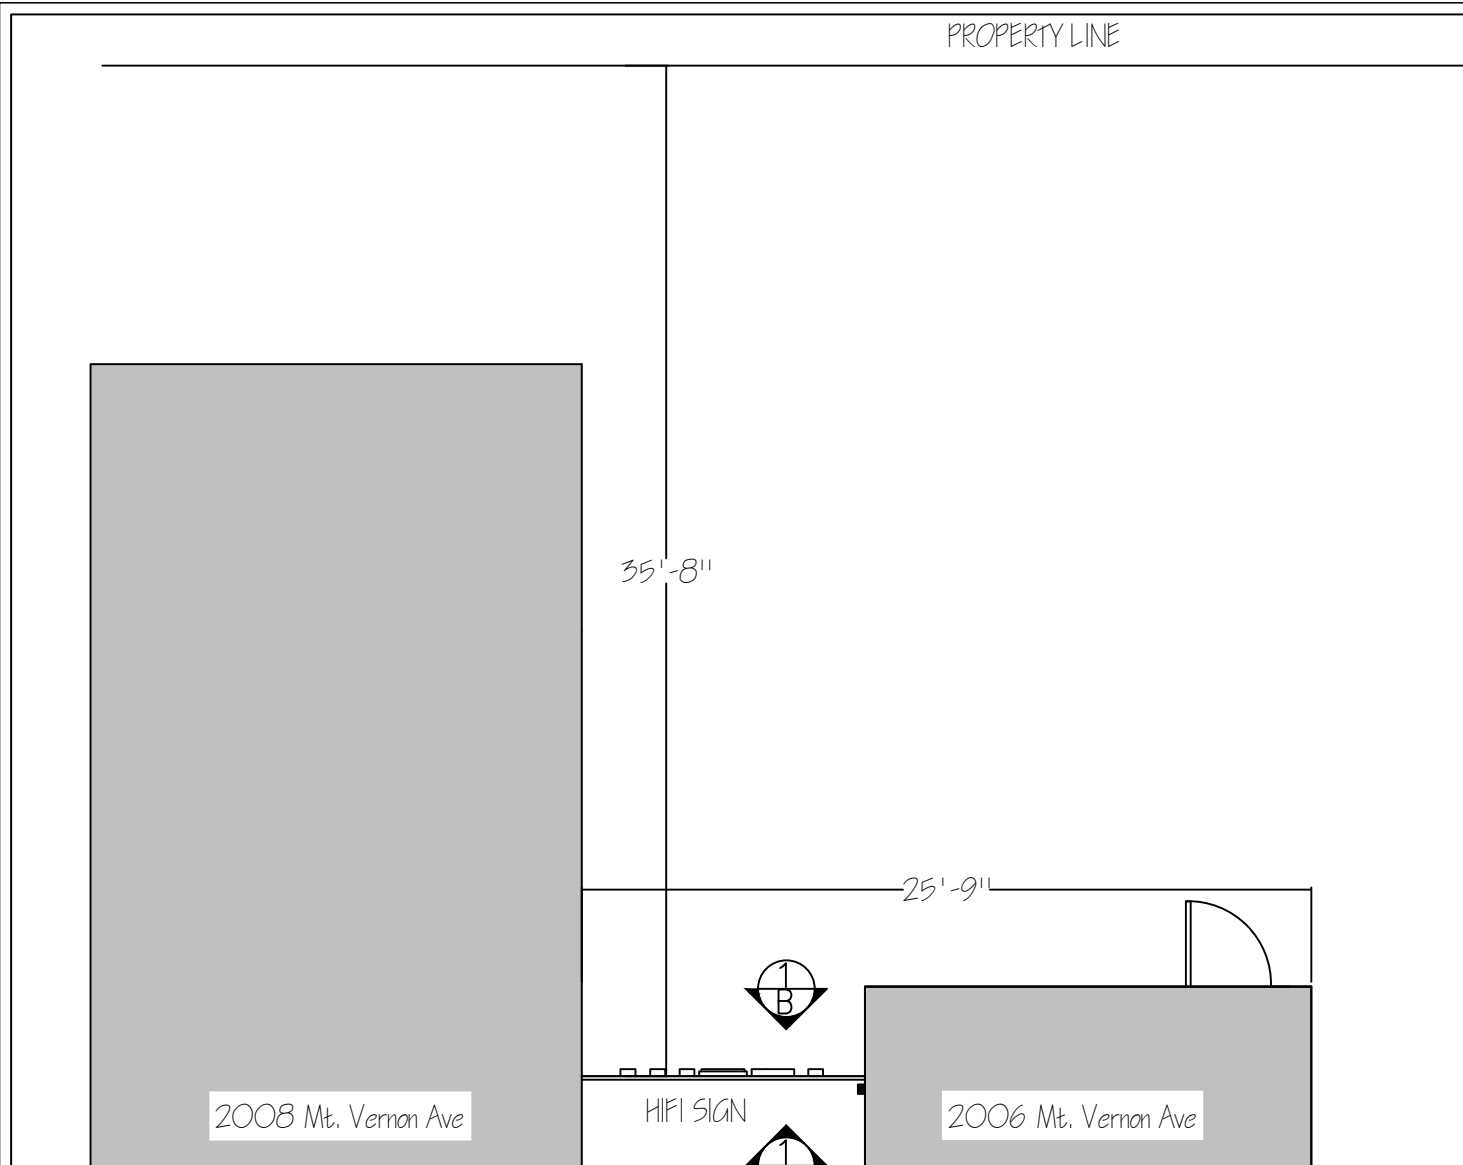 PROPERTY LINE
35'-8"
25'-9"
1
B
2008 Mt. Vernon Ave
HIFI SIGN
2006 Mt. Vernon Ave
1